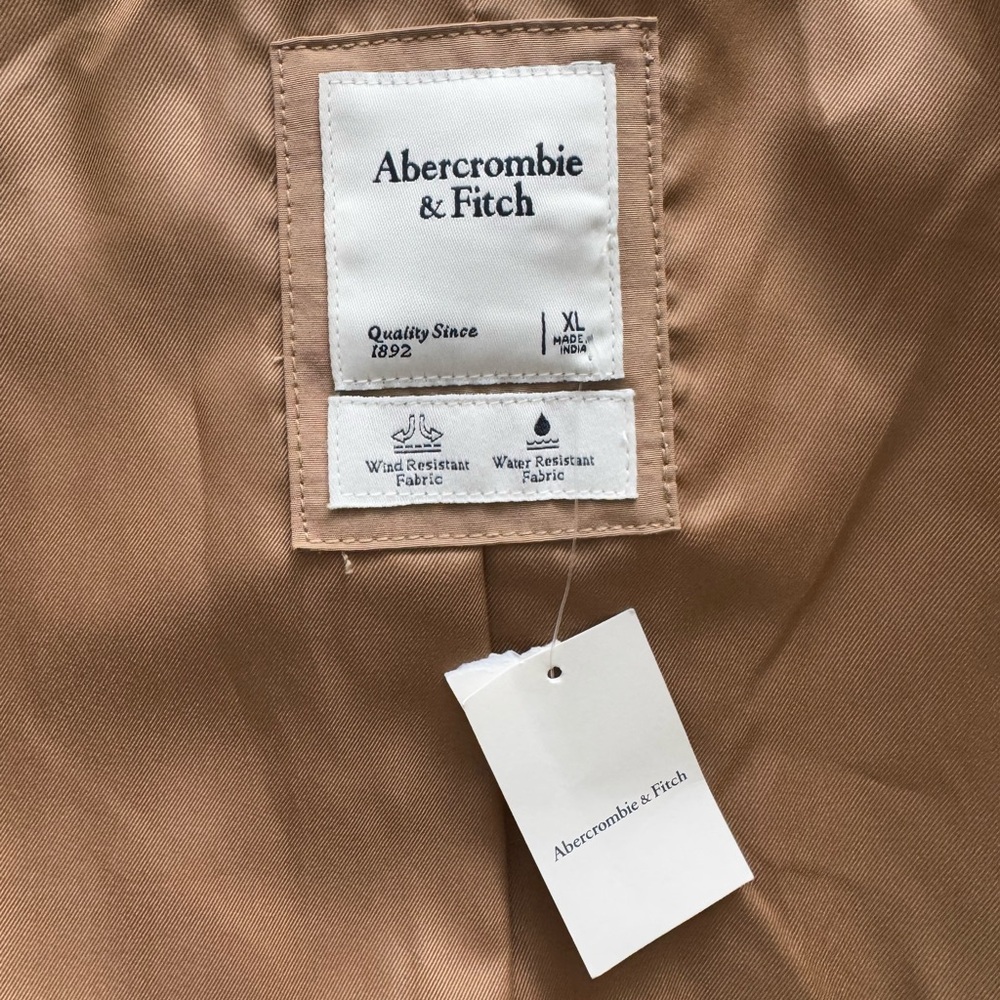 Abercrombie
& Fitch
Quality Since
1892
XL
MADE IN
INDIA
Wind Resistant
Fabric
Water Resistant
Fabric
Abercrombie & Fitch